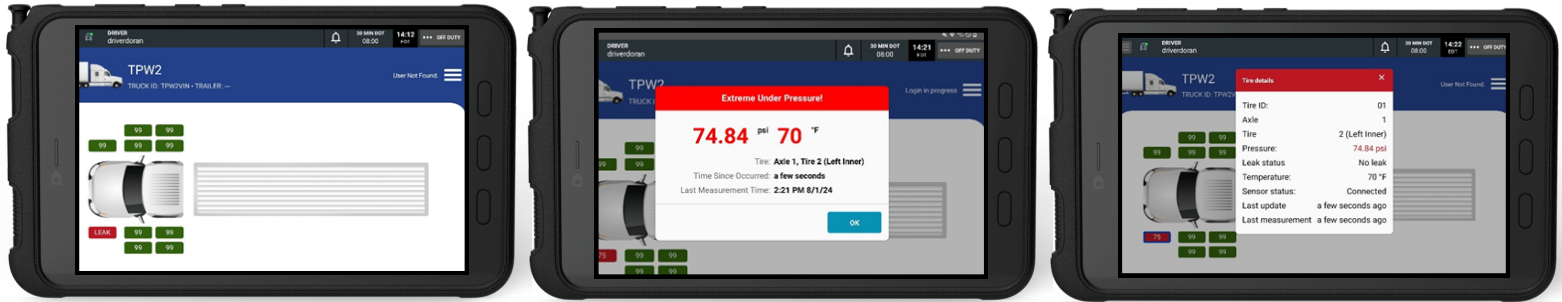 DRIVER
driverdoran
30 MIN DOT
08:00
14:12
EDT
••• OFF DUTY
TPW2
TRUCK ID: TPW2VIN • TRAILER: —
User Not Found.
99 99
99 99 99
LEAK 99 99
99 99
DRIVER
driverdoran
30 MIN DOT
08:00
14:21
EDT
••• OFF DUTY
TPW2
TRUCK I
Login in progress
Extreme Under Pressure!
74.84 psi 70 °F
Tire: Axle 1, Tire 2 (Left Inner)
Time Since Occurred: a few seconds
Last Measurement Time: 2:21 PM 8/1/24
OK
99
99 99
75 99 99
99 99
DRIVER
driverdoran
30 MIN DOT
08:00
14:22
EDT
••• OFF DUTY
TPW2
TRUCK ID: TPW2V
User Not Found.
Tire details ×
Tire ID: 01
Axle 1
Tire 2 (Left Inner)
Pressure: 74.84 psi
Leak status No leak
Temperature: 70 °F
Sensor status: Connected
Last update a few seconds ago
Last measurement a few seconds ago
99 99
99 99 99
75 99 99
99 99